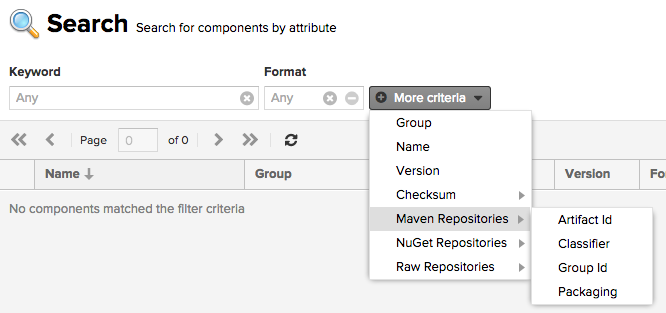 Search Search for components by attribute
Keyword Format
Any Any More criteria
Page 0 of 0
Name Group Version Fo
No components matched the filter criteria
Group
Name
Version
Checksum
Maven Repositories
NuGet Repositories
Raw Repositories
Artifact Id
Classifier
Group Id
Packaging